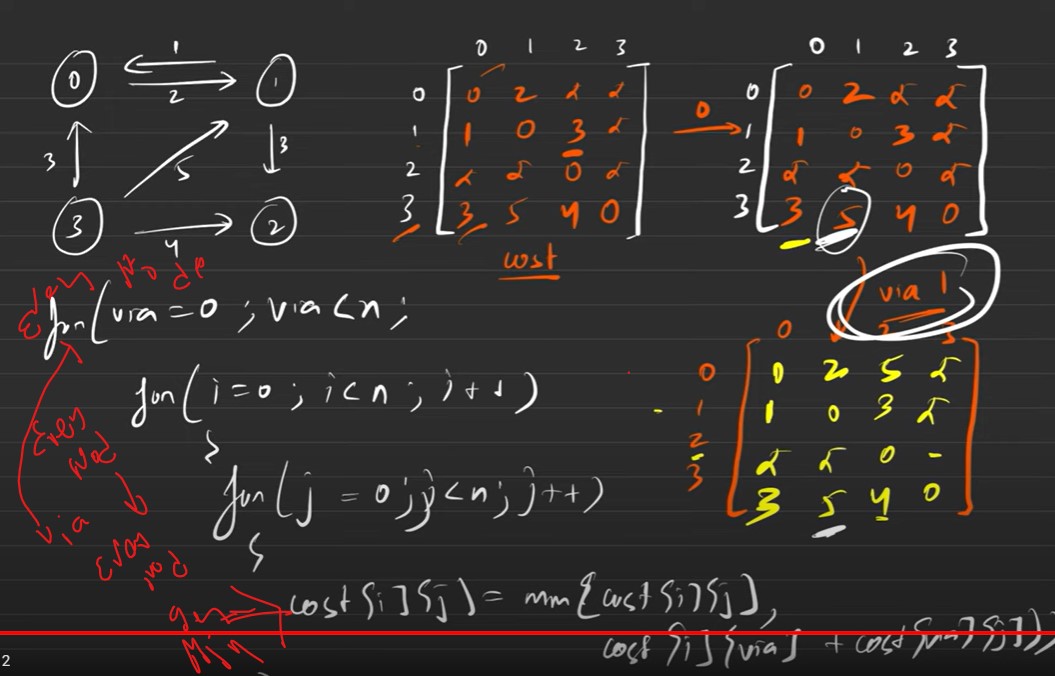 0 1 2 3
0 1 2 3
0 1 1
2
0 0 2 α α
0 0 2 α α
0
1 1 0 3 α
1 1 0 3 α
3 5 3
2 α α 0 α
2 α α 0 α
3 2
4
3 3 5 4 0
3 3 5 4 0
cost
Every Node
via 1
for(via=0 ; via<n ;
0 1 2 3
0 0 2 5 α
for(i=0 ; i<n ; i++)
1 1 0 3 α
Every
Nod
{
2 α α 0 -
3 3 5 4 0
for(j = 0 ; j<n ; j++)
via
{
Every
nod
cost[i][j] = min(cost[i][j],
Min
cost[i][via] + cost[via][j]))
2